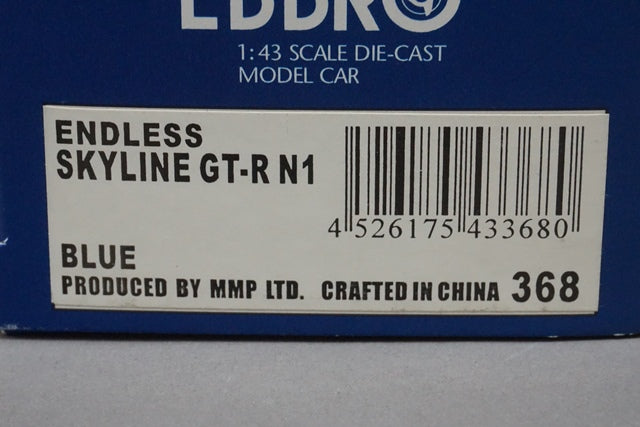 EBBRO
1:43 SCALE DIE-CAST
MODEL CAR
ENDLESS
SKYLINE GT-R N1
4 526175 433680
BLUE
PRODUCED BY MMP LTD. CRAFTED IN CHINA 368